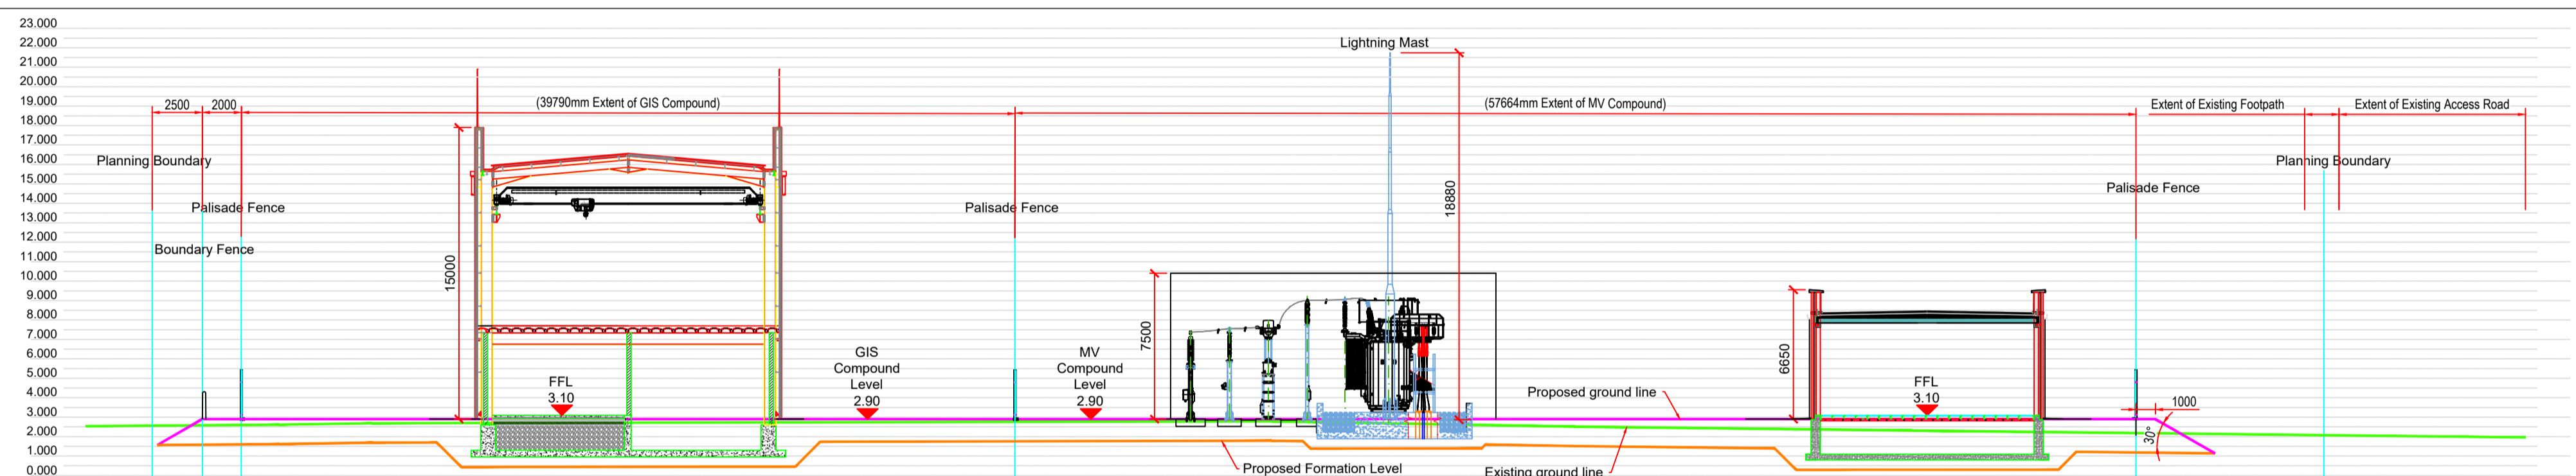 23.000
22.000
21.000
20.000
19.000
18.000
17.000
16.000
15.000
14.000
13.000
12.000
11.000
10.000
9.000
8.000
7.000
6.000
5.000
4.000
3.000
2.000
1.000
0.000
Lightning Mast
2500
2000
(39790mm Extent of GIS Compound)
(57664mm Extent of MV Compound)
Extent of Existing Footpath
Extent of Existing Access Road
Planning Boundary
Planning Boundary
Palisade Fence
Palisade Fence
Palisade Fence
Boundary Fence
15000
18880
7500
6650
GIS
Compound
Level
2.90
MV
Compound
Level
2.90
FFL
3.10
FFL
3.10
Proposed ground line
1000
30°
Proposed Formation Level
Existing ground line